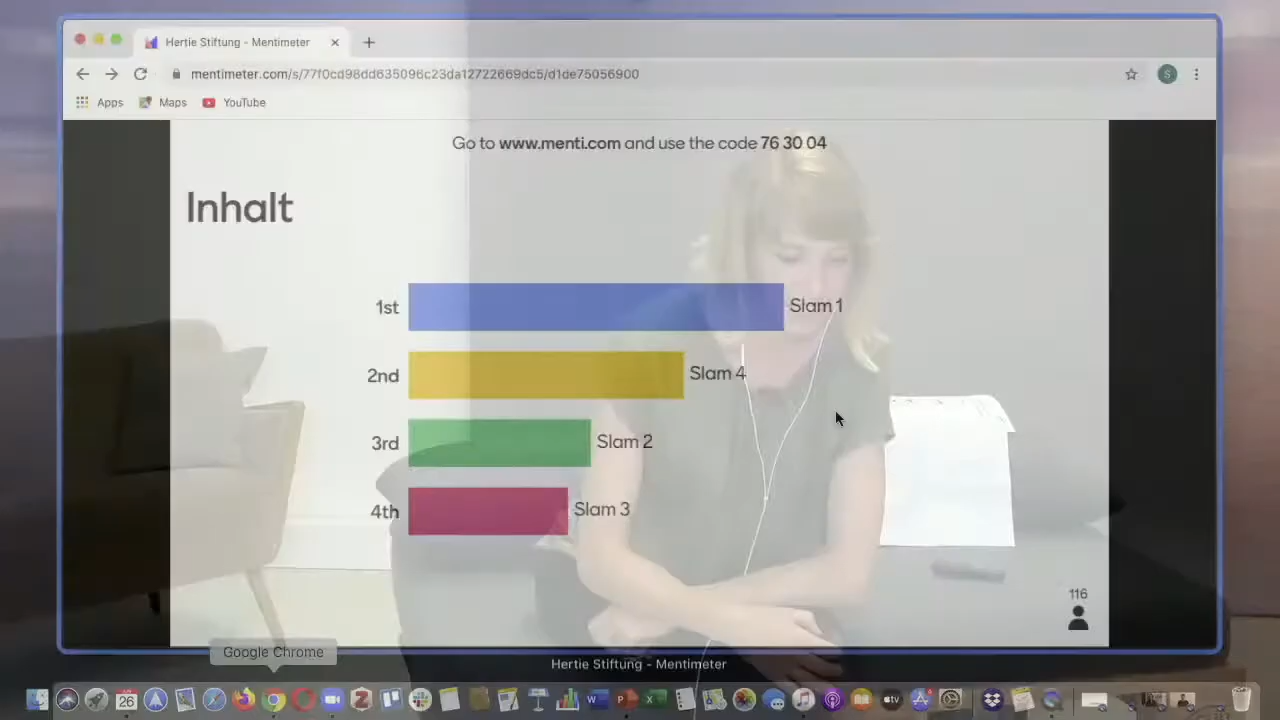 Hertie Stiftung - Mentimeter
mentimeter.com/s/77f0cd98dd635096c23da12722669dc5/d1de75056900
S
Apps
Maps
YouTube
Go to www.menti.com and use the code 76 30 04
Inhalt
1st
Slam 1
2nd
Slam 4
3rd
Slam 2
4th
Slam 3
116
Google Chrome
Hertie Stiftung - Mentimeter
26
tv